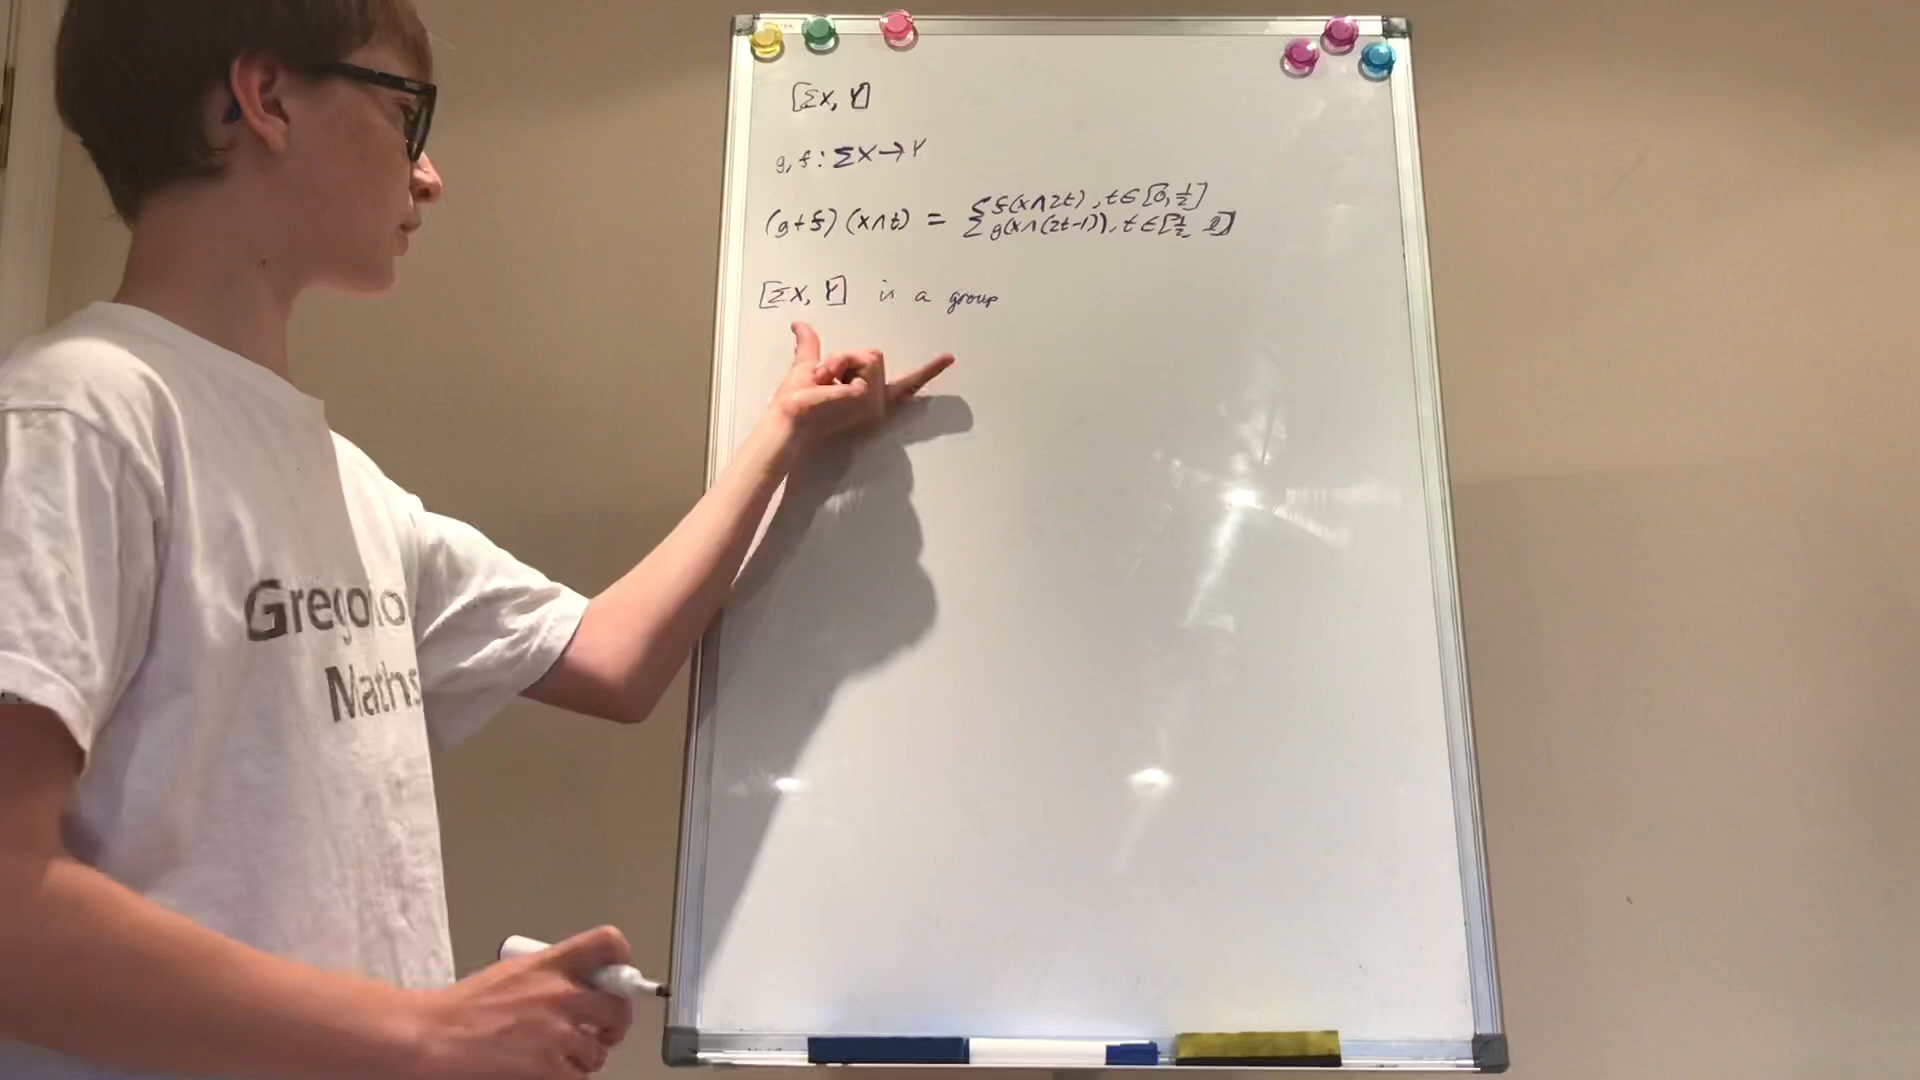 [ΣX, Y]
g, f : ΣX → Y
(g+f)(x∧t) = { f(x∧2t), t∈[0, 1/2]
g(x∧(2t-1)), t∈[1/2, 1]
[ΣX, Y] is a group
Gregorio
Maths